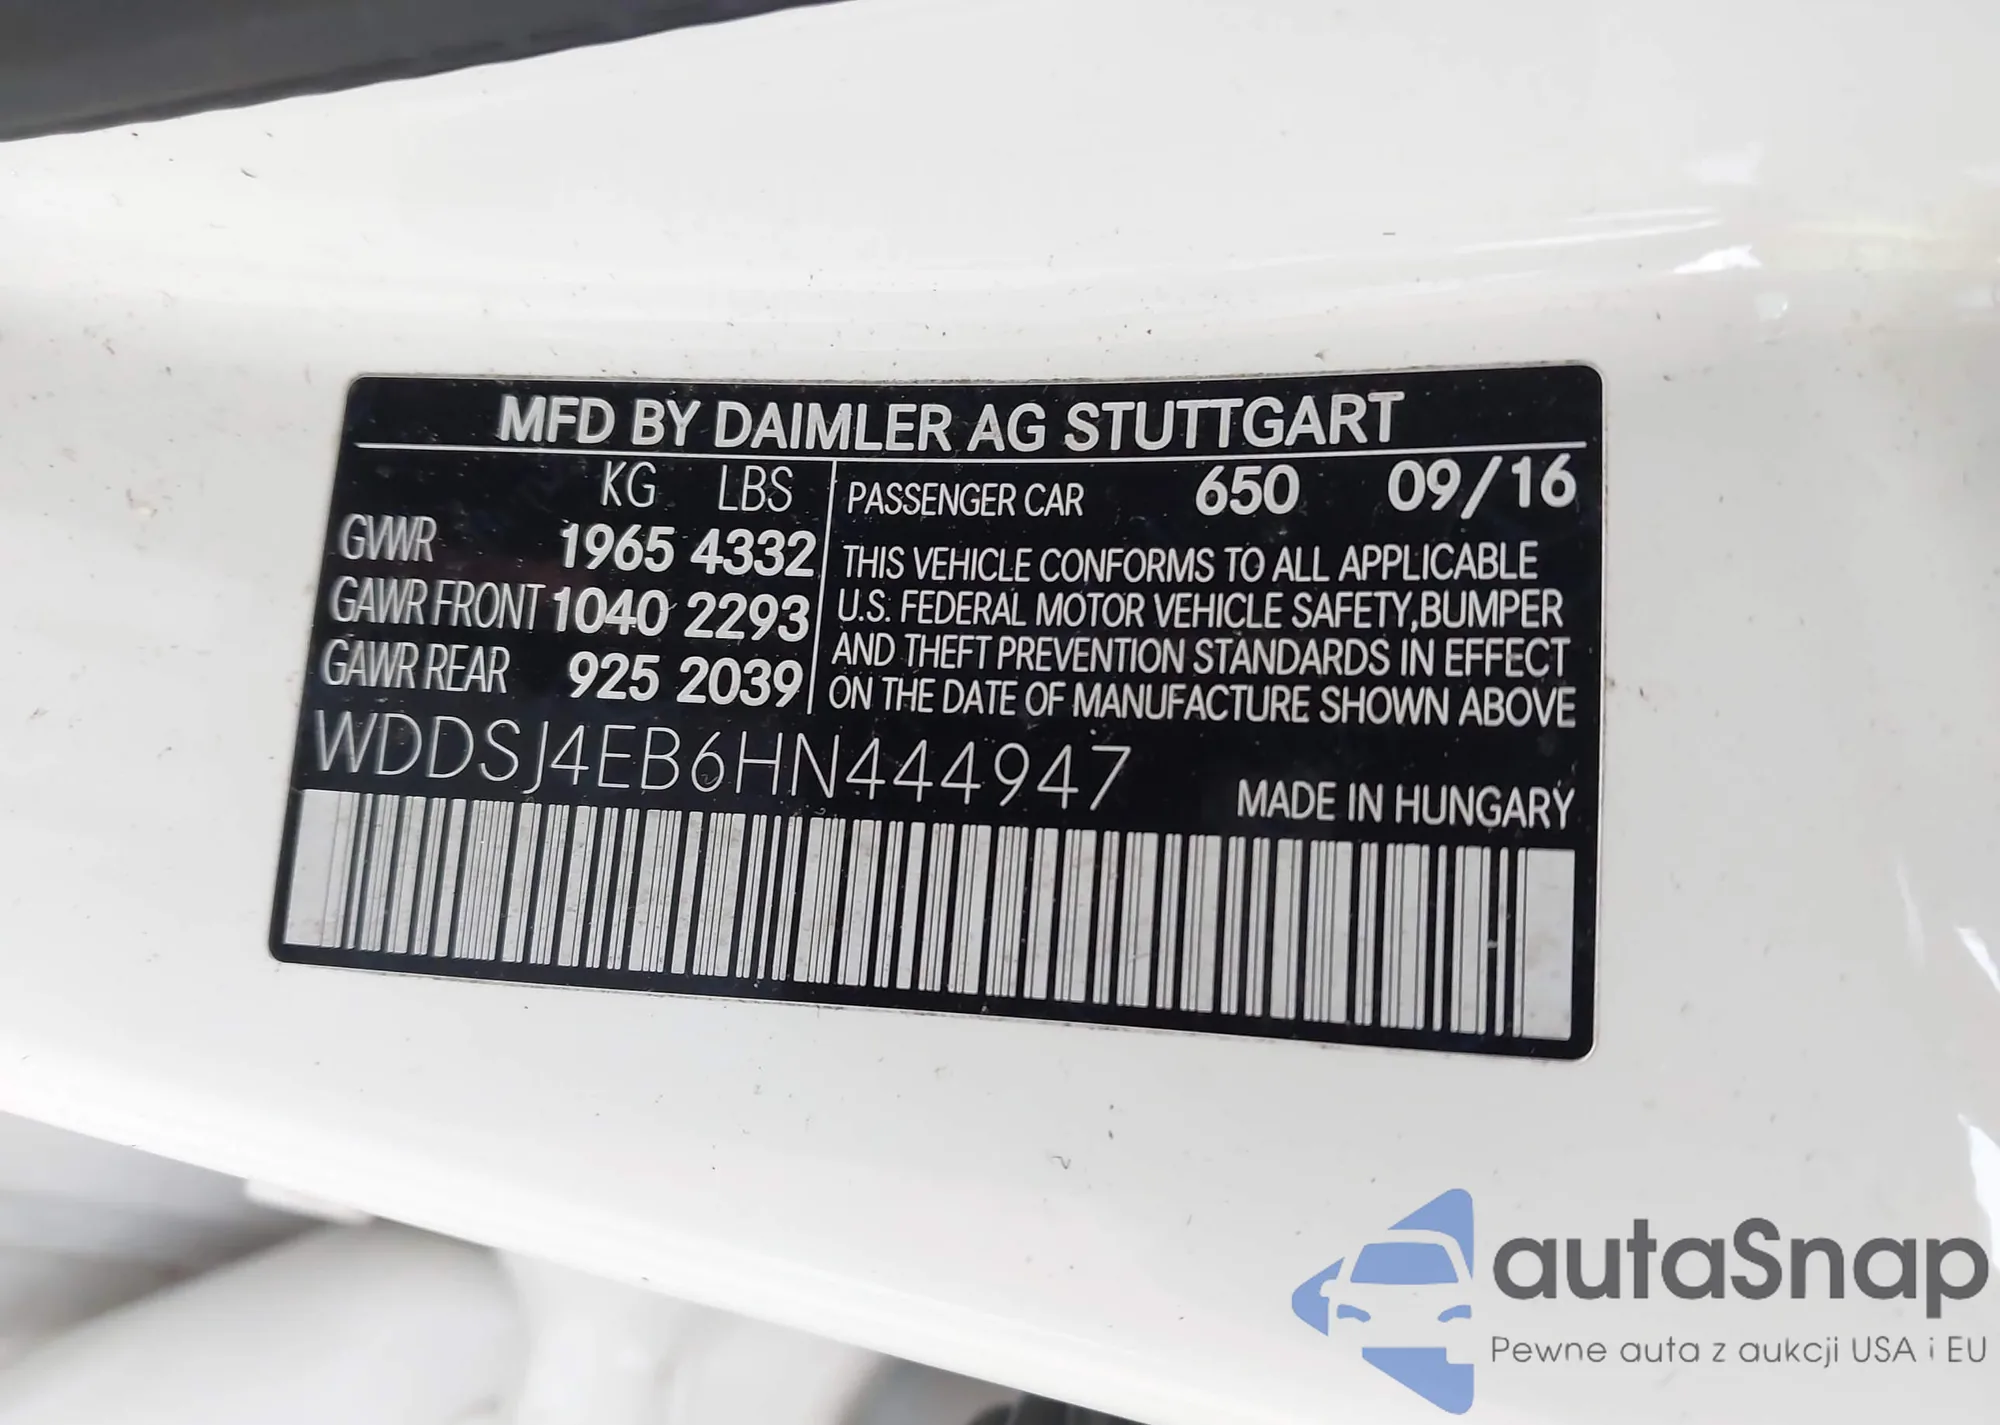 MFD BY DAIMLER AG STUTTGART
KG LBS
GVWR 1965 4332
GAWR FRONT 1040 2293
GAWR REAR 925 2039
PASSENGER CAR 650 09/16
THIS VEHICLE CONFORMS TO ALL APPLICABLE
U.S. FEDERAL MOTOR VEHICLE SAFETY,BUMPER
AND THEFT PREVENTION STANDARDS IN EFFECT
ON THE DATE OF MANUFACTURE SHOWN ABOVE
WDDSJ4EB6HN444947
MADE IN HUNGARY
autaSnap
Pewne auta z aukcji USA i EU